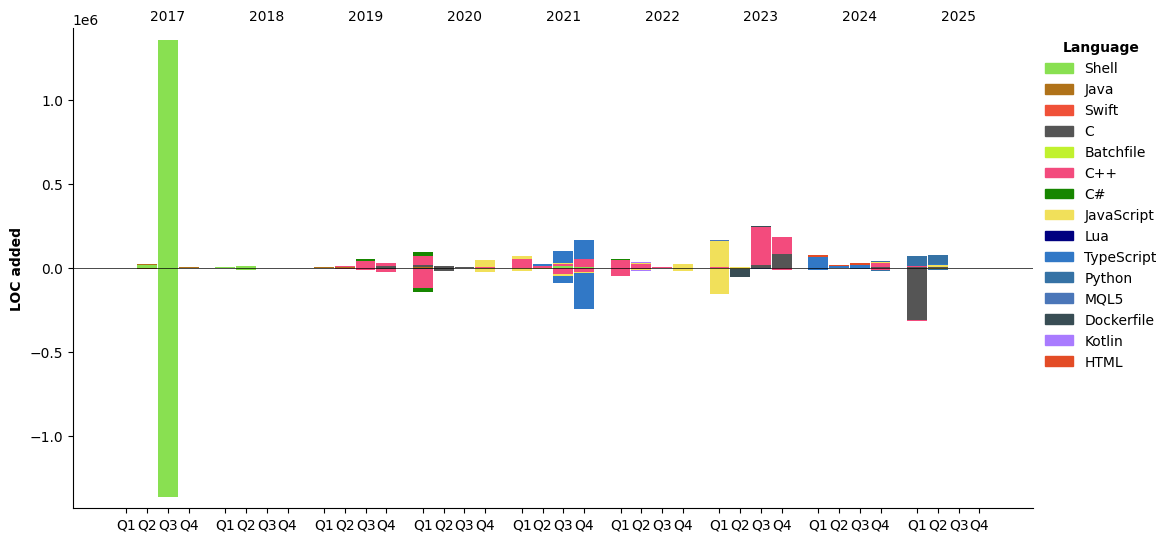 1e6
2017 2018 2019 2020 2021 2022 2023 2024 2025
LOC added
1.0
0.5
0.0
−0.5
−1.0
Q1 Q2 Q3 Q4 Q1 Q2 Q3 Q4 Q1 Q2 Q3 Q4 Q1 Q2 Q3 Q4 Q1 Q2 Q3 Q4 Q1 Q2 Q3 Q4 Q1 Q2 Q3 Q4 Q1 Q2 Q3 Q4 Q1 Q2 Q3 Q4
Language
Shell
Java
Swift
C
Batchfile
C++
C#
JavaScript
Lua
TypeScript
Python
MQL5
Dockerfile
Kotlin
HTML